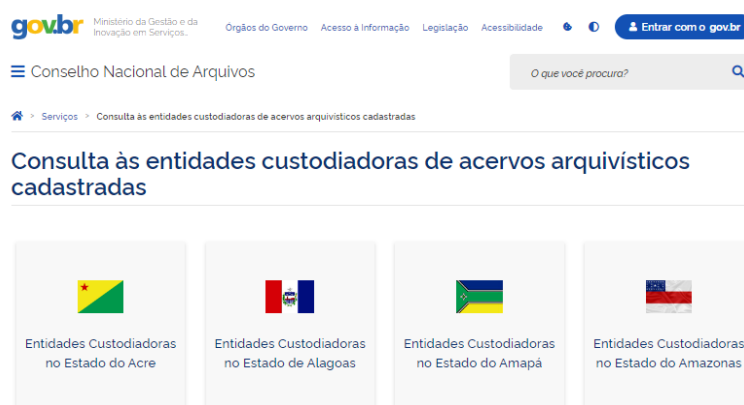 gov.br
Ministério da Gestão e da
Inovação em Serviços...
Órgãos do Governo Acesso à Informação Legislação Acessibilidade
Entrar com o gov.br
Conselho Nacional de Arquivos
O que você procura?
> Serviços > Consulta às entidades custodiadoras de acervos arquivísticos cadastradas
Consulta às entidades custodiadoras de acervos arquivísticos
cadastradas
Entidades Custodiadoras
no Estado do Acre
Entidades Custodiadoras
no Estado de Alagoas
Entidades Custodiadoras
no Estado do Amapá
Entidades Custodiadoras
no Estado do Amazonas